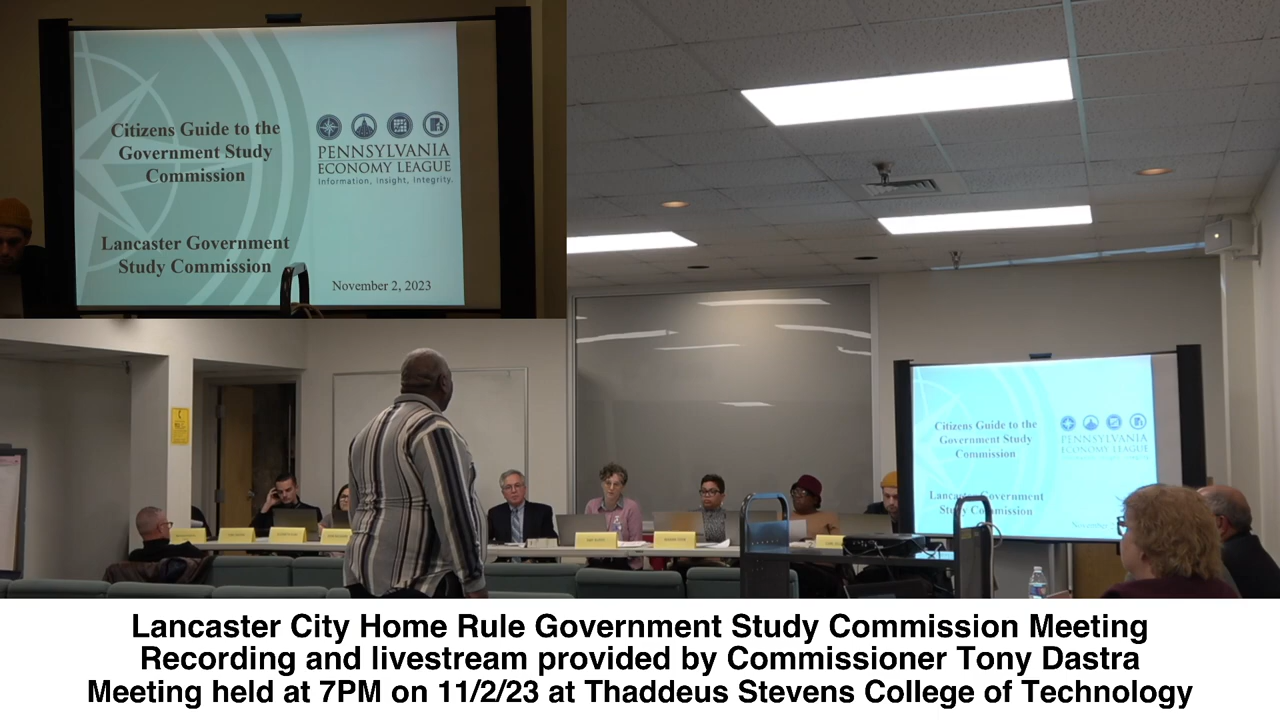 Citizens Guide to the
Government Study
Commission
PENNSYLVANIA
ECONOMY LEAGUE
Information, Insight, Integrity.
Lancaster Government
Study Commission
November 2, 2023
Citizens Guide to the
Government Study
Commission
PENNSYLVANIA
ECONOMY LEAGUE
Lancaster Government
Study Commission
Lancaster City Home Rule Government Study Commission Meeting
Recording and livestream provided by Commissioner Tony Dastra
Meeting held at 7PM on 11/2/23 at Thaddeus Stevens College of Technology